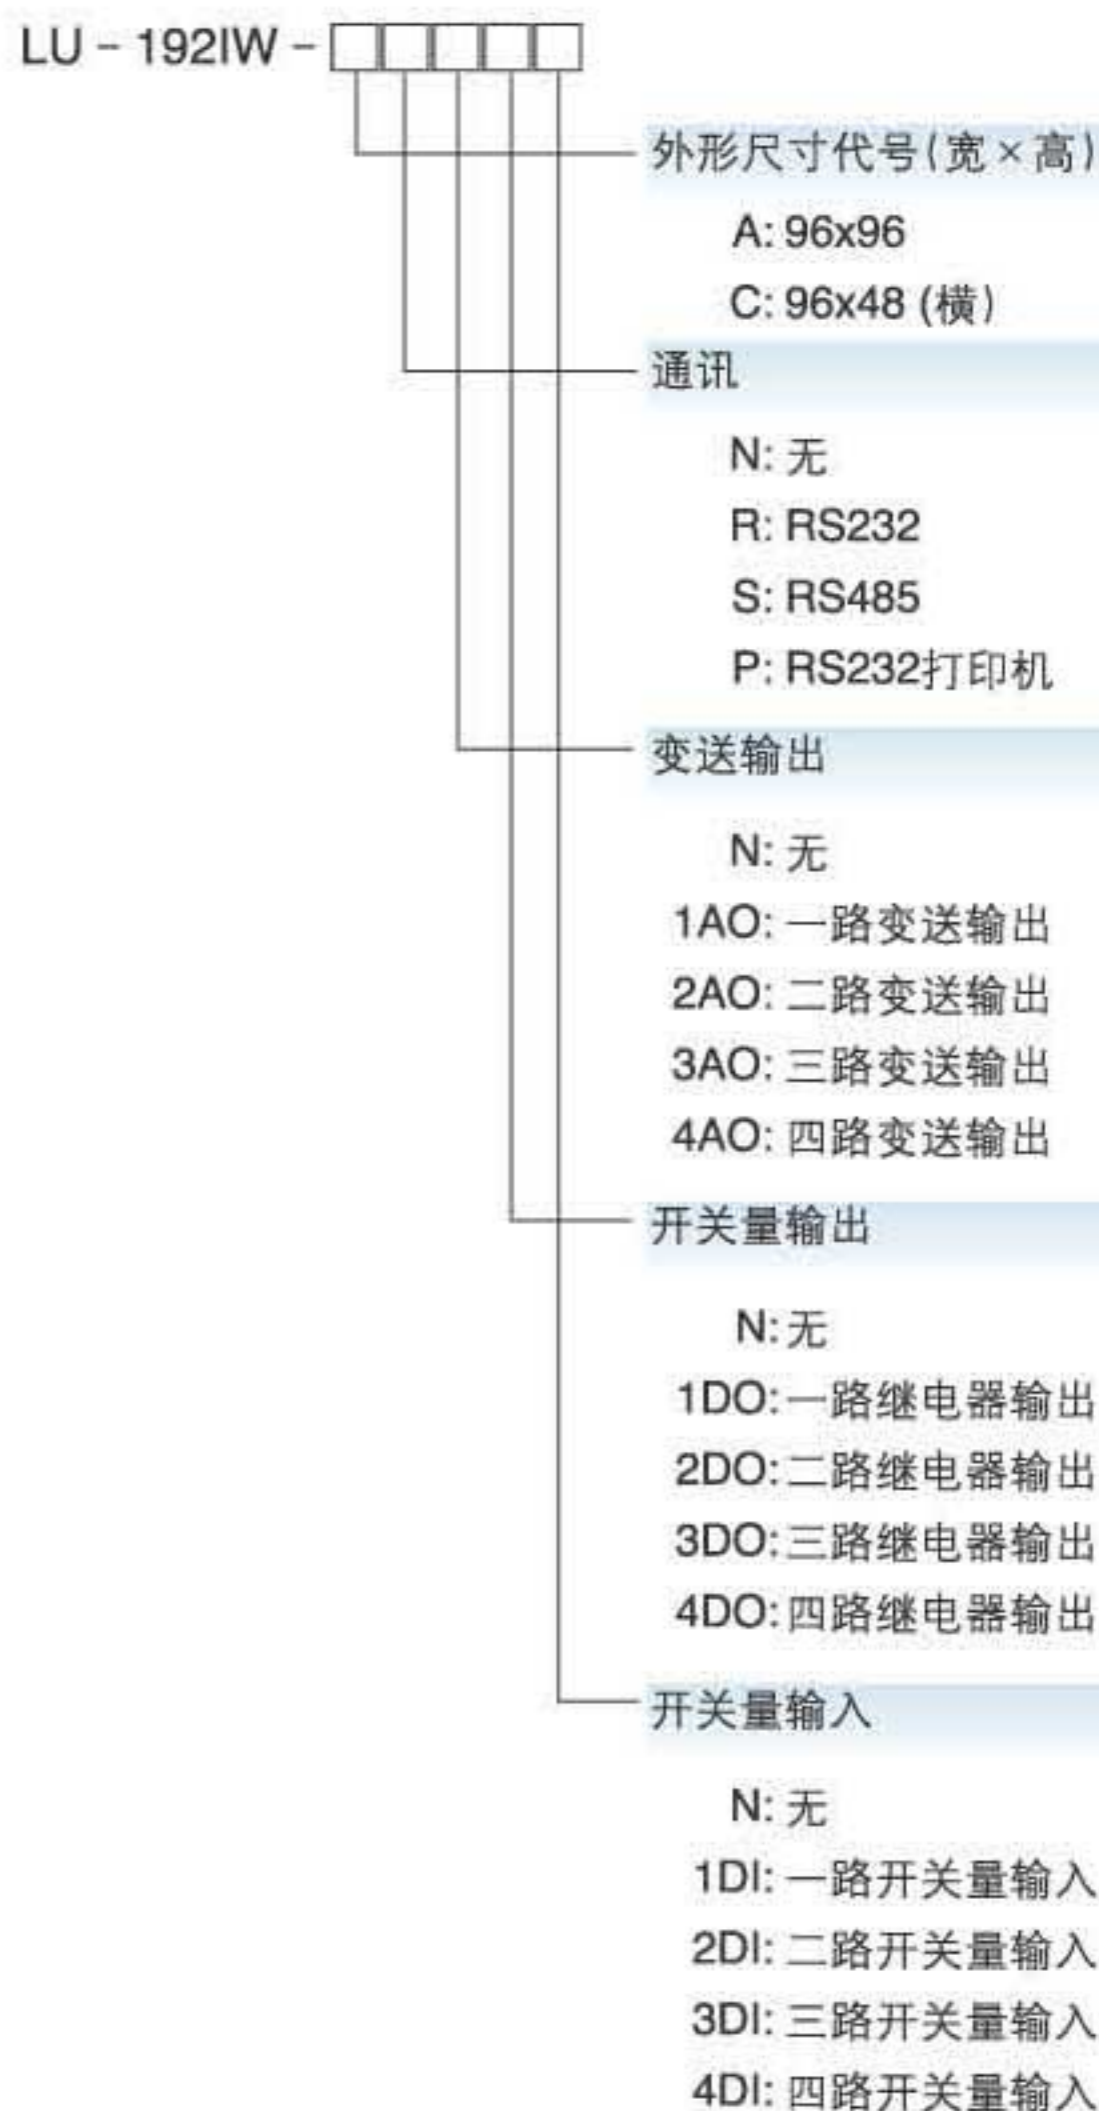 LU - 192IW -
外形尺寸代号(宽×高)
A: 96x96
C: 96x48 (横)
通讯
N: 无
R: RS232
S: RS485
P: RS232打印机
变送输出
N: 无
1AO: 一路变送输出
2AO: 二路变送输出
3AO: 三路变送输出
4AO: 四路变送输出
开关量输出
N: 无
1DO: 一路继电器输出
2DO: 二路继电器输出
3DO: 三路继电器输出
4DO: 四路继电器输出
开关量输入
N: 无
1DI: 一路开关量输入
2DI: 二路开关量输入
3DI: 三路开关量输入
4DI: 四路开关量输入